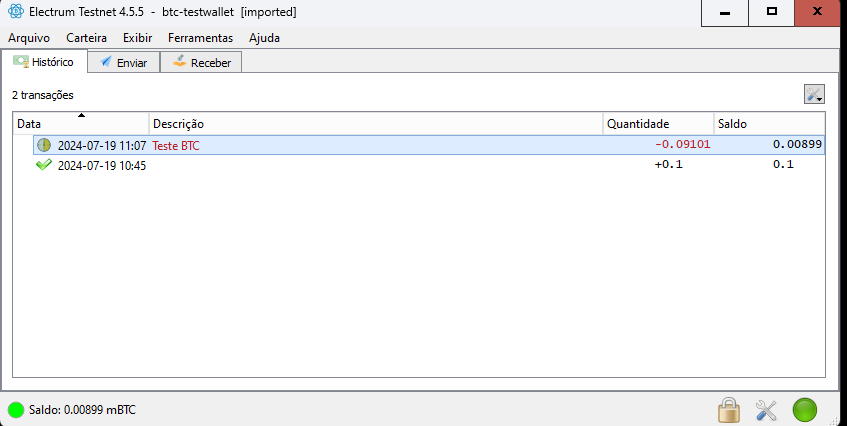 Electrum Testnet 4.5.5 - btc-testwallet [imported]
Arquivo Carteira Exibir Ferramentas Ajuda
Histórico Enviar Receber
2 transações
Data Descrição Quantidade Saldo
2024-07-19 11:07 Teste BTC -0.09101 0.00899
2024-07-19 10:45 +0.1 0.1
Saldo: 0.00899 mBTC